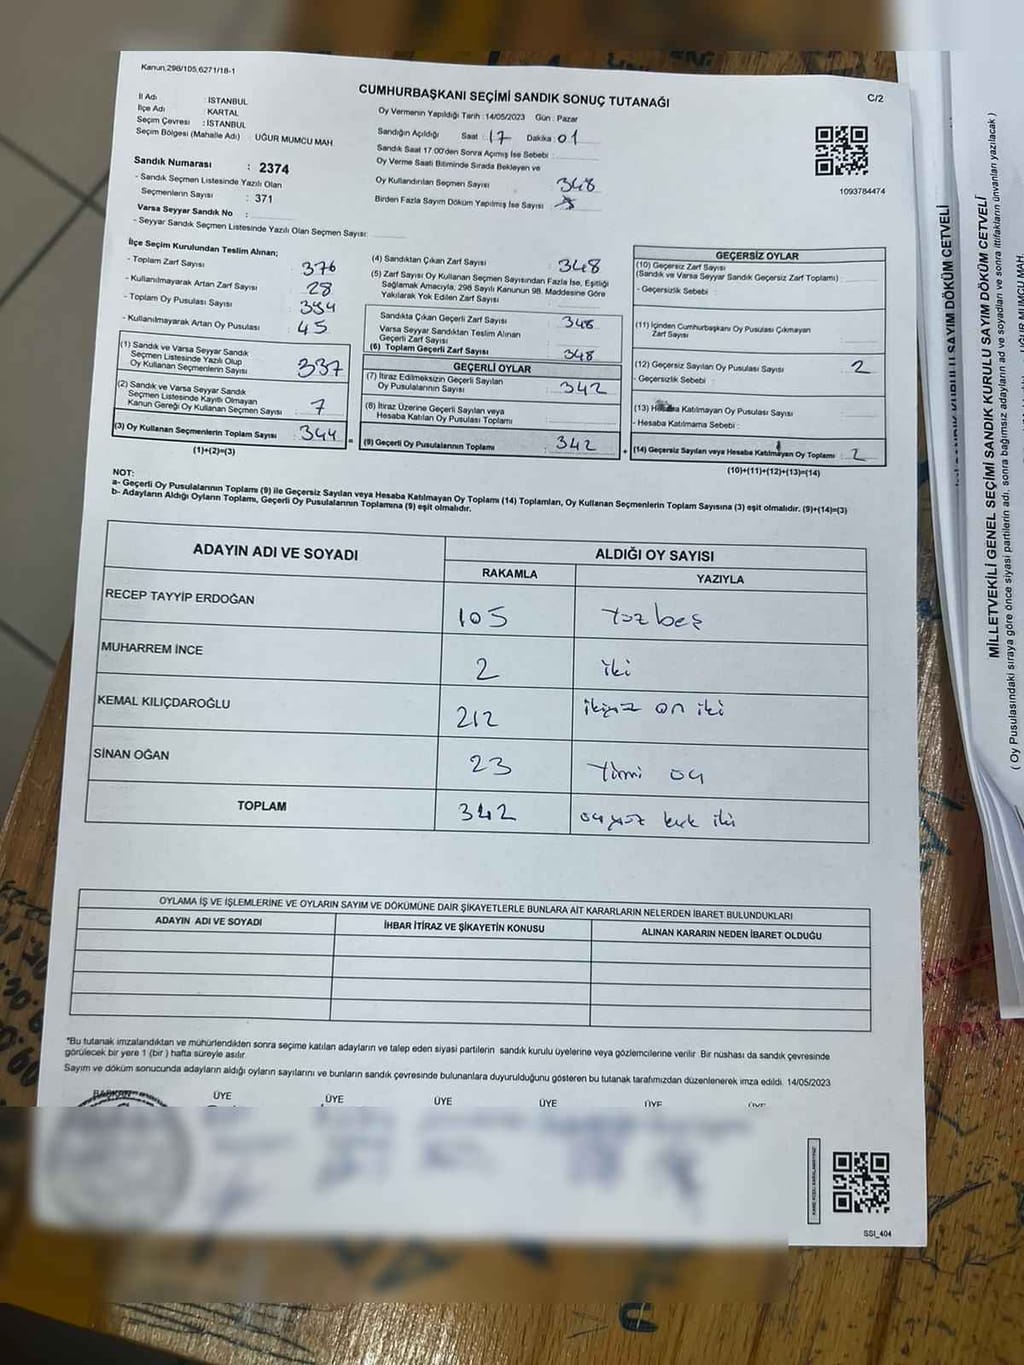 Kanun.298/105,6271/18-1
CUMHURBAŞKANI SEÇİMİ SANDIK SONUÇ TUTANAĞI
C/2
İl Adı : İSTANBUL
İlçe Adı : KARTAL
Seçim Çevresi : İSTANBUL
Seçim Bölgesi (Mahalle Adı) : UĞUR MUMCU MAH
Sandık Numarası : 2374
- Sandık Seçmen Listesinde Yazılı Olan
Seçmenlerin Sayısı : 371
Varsa Seyyar Sandık No :
- Seyyar Sandık Seçmen Listesinde Yazılı Olan Seçmen Sayısı:
Oy Vermenin Yapıldığı Tarih : 14/05/2023 Gün : Pazar
Sandığın Açıldığı Saat : 17 Dakika : 01
Sandık Saat 17.00'den Sonra Açmış İse Sebebi :
Oy Verme Saati Bitiminde Sırada Bekleyen ve
Oy Kullandırılan Seçmen Sayısı 348
Birden Fazla Sayım Döküm Yapılmış İse Sayısı :
1093784474
İlçe Seçim Kurulundan Teslim Alınan;
- Toplam Zarf Sayısı : 376
- Kullanılmayarak Artan Zarf Sayısı : 28
- Toplam Oy Pusulası Sayısı : 394
- Kullanılmayarak Artan Oy Pusulası : 45
(1) Sandık ve Varsa Seyyar Sandık
Seçmen Listesinde Yazılı Olup
Oy Kullanan Seçmenlerin Sayısı : 337
(2) Sandık ve Varsa Seyyar Sandık
Seçmen Listesinde Kayıtlı Olmayan
Kanun Gereği Oy Kullanan Seçmen Sayısı : 7
(3) Oy Kullanan Seçmenlerin Toplam Sayısı : 344 =
(1)+(2)=(3)
(4) Sandıktan Çıkan Zarf Sayısı : 348
(5) Zarf Sayısı Oy Kullanan Seçmen Sayısından Fazla İse, Eşitliği
Sağlamak Amacıyla, 298 Sayılı Kanunun 98. Maddesine Göre
Yakılarak Yok Edilen Zarf Sayısı
Sandıkta Çıkan Geçerli Zarf Sayısı : 348
Varsa Seyyar Sandıktan Teslim Alınan
Geçerli Zarf Sayısı :
(6) Toplam Geçerli Zarf Sayısı : 348
GEÇERLİ OYLAR
(7) İtiraz Edilmeksizin Geçerli Sayılan
Oy Pusulalarının Sayısı : 342
(8) İtiraz Üzerine Geçerli Sayılan veya
Hesaba Katılan Oy Pusulası Toplamı :
(9) Geçerli Oy Pusulalarının Toplamı : 342 +
GEÇERSİZ OYLAR
(10) Geçersiz Zarf Sayısı
(Sandık ve Varsa Seyyar Sandık Geçersiz Zarf Toplamı) :
- Geçersizlik Sebebi :
(11) İçinden Cumhurbaşkanı Oy Pusulası Çıkmayan
Zarf Sayısı :
(12) Geçersiz Sayılan Oy Pusulası Sayısı : 2
- Geçersizlik Sebebi :
(13) Hesaba Katılmayan Oy Pusulası Sayısı :
- Hesaba Katılmama Sebebi :
(14) Geçersiz Sayılan veya Hesaba Katılmayan Oy Toplamı : 2
(10)+(11)+(12)+(13)=(14)
NOT:
a- Geçerli Oy Pusulalarının Toplamı (9) ile Geçersiz Sayılan veya Hesaba Katılmayan Oy Toplamı (14) Toplamları, Oy Kullanan Seçmenlerin Toplam Sayısına (3) eşit olmalıdır. (9)+(14)=(3)
b- Adayların Aldığı Oyların Toplamı, Geçerli Oy Pusulalarının Toplamına (9) eşit olmalıdır.
ADAYIN ADI VE SOYADI ALDIĞI OY SAYISI
RAKAMLA YAZIYLA
RECEP TAYYİP ERDOĞAN 105 Yüz beş
MUHARREM İNCE 2 iki
KEMAL KILIÇDAROĞLU 212 ikiyüz on iki
SİNAN OĞAN 23 Yirmi üç
TOPLAM 342 üçyüz kırk iki
OYLAMA İŞ VE İŞLEMLERİNE VE OYLARIN SAYIM VE DÖKÜMÜNE DAİR ŞİKAYETLERLE BUNLARA AİT KARARLARIN NELERDEN İBARET BULUNDUKLARI
ADAYIN ADI VE SOYADI İHBAR İTİRAZ VE ŞİKAYETİN KONUSU ALINAN KARARIN NEDEN İBARET OLDUĞU
"Bu tutanak imzalandıktan ve mühürlendikten sonra seçime katılan adayların ve talep eden siyasi partilerin sandık kurulu üyelerine veya gözlemcilerine verilir. Bir nüshası da sandık çevresinde
görülecek bir yere 1 (bir) hafta süreyle asılır.
Sayım ve döküm sonucunda adayların aldığı oyların sayılarını ve bunların sandık çevresinde bulunanlara duyurulduğunu gösteren bu tutanak tarafımızdan düzenlenerek imza edildi. 14/05/2023
BAŞKAN ÜYE ÜYE ÜYE ÜYE ÜYE ÜYE
SSI_404
SAYIM DÖKÜM CETVELİ
MİLLETVEKİLİ GENEL SEÇİMİ SANDIK KURULU SAYIM DÖKÜM CETVELİ
( Oy Pusulasındaki sıraya göre önce siyasi partilerin adı, sonra bağımsız adayların ad ve soyadları ve sonra ittifakların ünvanları yazılacak )
UĞUR MUMCU MAH.